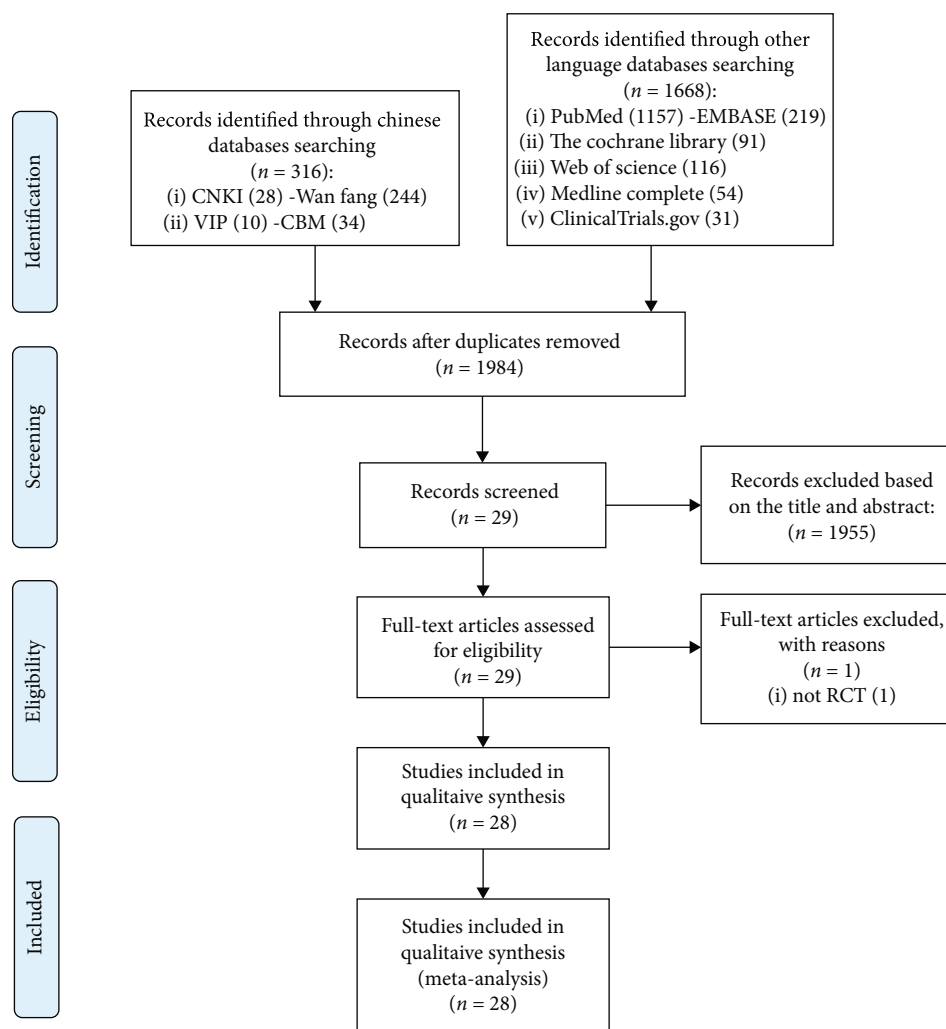 Identification
Records identified through chinese
databases searching
(n = 316):
(i) CNKI (28) -Wan fang (244)
(ii) VIP (10) -CBM (34)
Records identified through other
language databases searching
(n = 1668):
(i) PubMed (1157) -EMBASE (219)
(ii) The cochrane library (91)
(iii) Web of science (116)
(iv) Medline complete (54)
(v) ClinicalTrials.gov (31)
Records after duplicates removed
(n = 1984)
Screening
Records screened
(n = 29)
Records excluded based
on the title and abstract:
(n = 1955)
Eligibility
Full-text articles assessed
for eligibility
(n = 29)
Full-text articles excluded,
with reasons
(n = 1)
(i) not RCT (1)
Studies included in
qualitaive synthesis
(n = 28)
Included
Studies included in
qualitaive synthesis
(meta-analysis)
(n = 28)